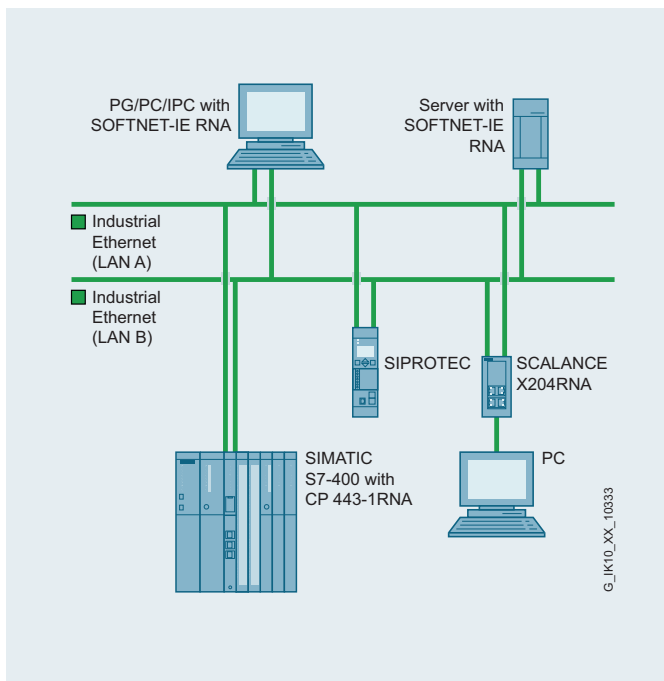 PG/PC/IPC with
SOFTNET-IE RNA
Server with
SOFTNET-IE
RNA
Industrial
Ethernet
(LAN A)
Industrial
Ethernet
(LAN B)
SIPROTEC
SCALANCE
X204RNA
SIMATIC
S7-400 with
CP 443-1RNA
PC
G_IK10_XX_10333